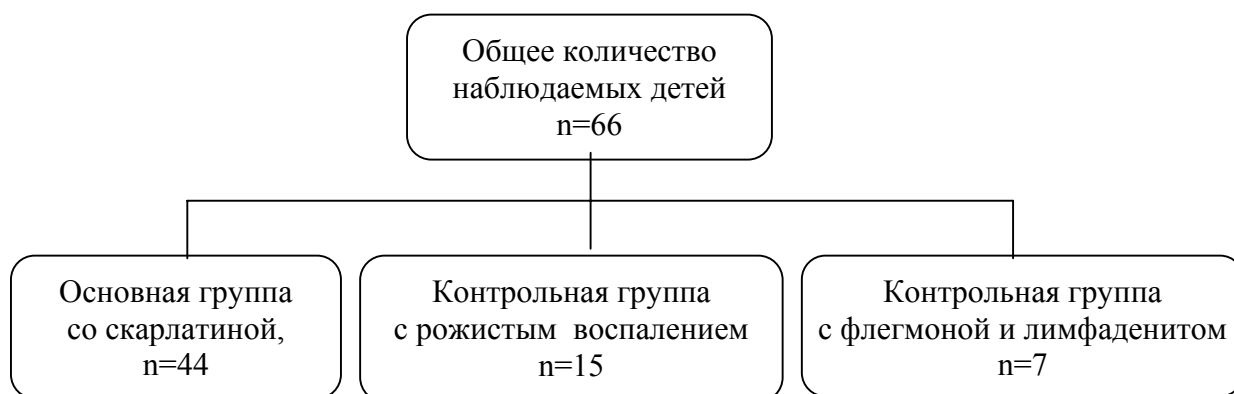 Общее количество
наблюдаемых детей
n=66
Основная группа
со скарлатиной,
n=44
Контрольная группа
с рожистым воспалением
n=15
Контрольная группа
с флегмоной и лимфаденитом
n=7